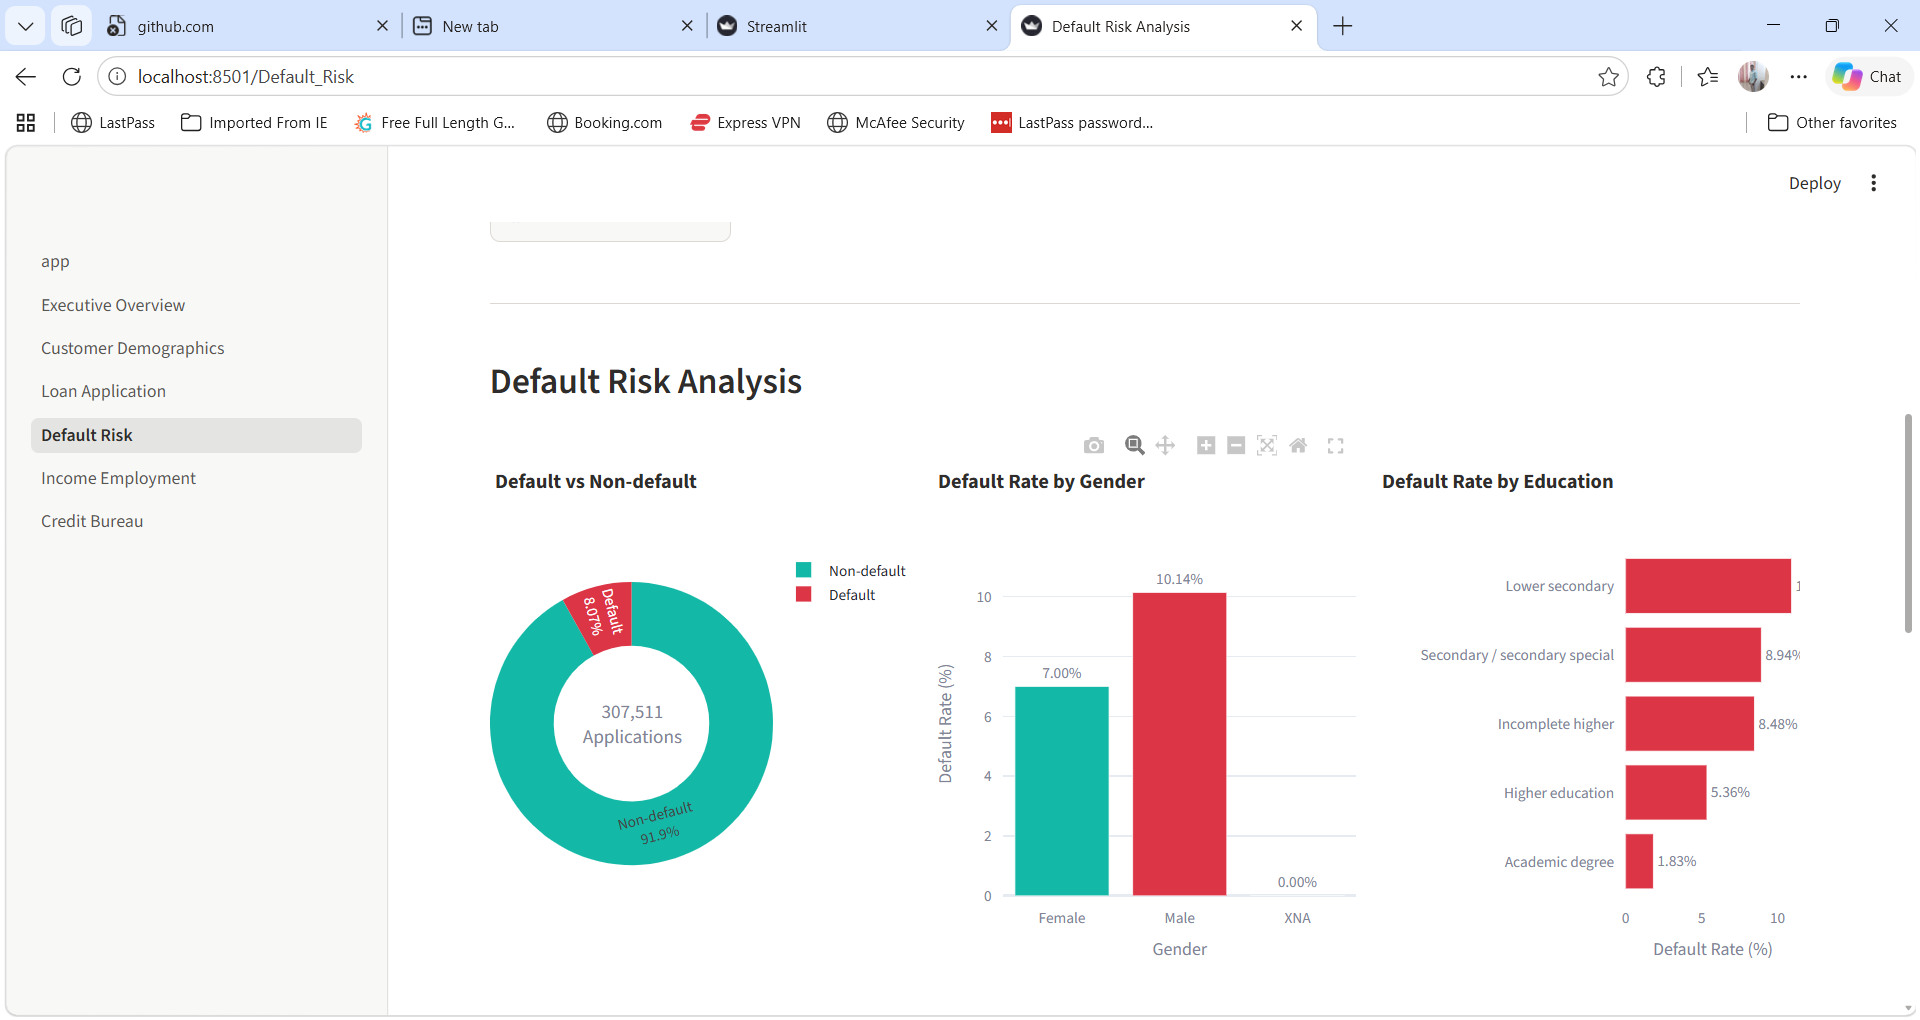 github.com
New tab
Streamlit
Default Risk Analysis
localhost:8501/Default_Risk
Chat
LastPass
Imported From IE
Free Full Length G...
Booking.com
Express VPN
McAfee Security
LastPass password...
Other favorites
Deploy
app
Executive Overview
Customer Demographics
Loan Application
Default Risk
Income Employment
Credit Bureau
Default Risk Analysis
Default vs Non-default
Non-default
Default
Default
8.07%
307,511
Applications
Non-default
91.9%
Default Rate by Gender
Default Rate (%)
10
8
6
4
2
0
7.00%
10.14%
0.00%
Female
Male
XNA
Gender
Default Rate by Education
Lower secondary
Secondary / secondary special
8.94%
Incomplete higher
8.48%
Higher education
5.36%
Academic degree
1.83%
0
5
10
Default Rate (%)